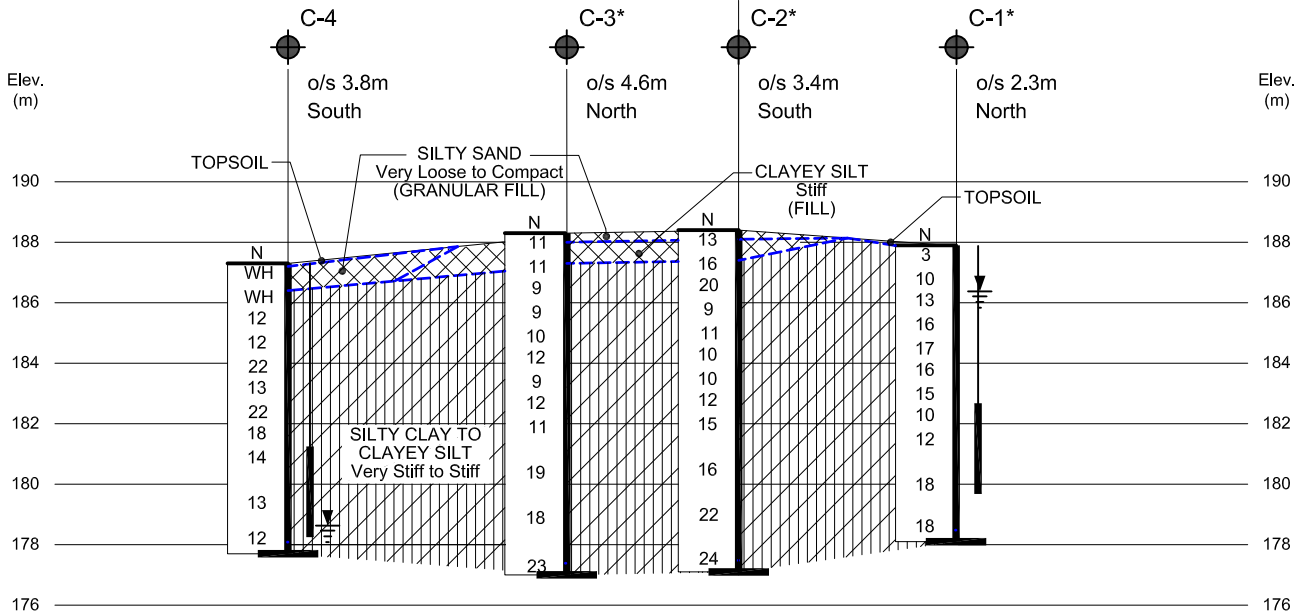 C-4
C-3*
C-2*
C-1*
Elev.
(m)
o/s 3.8m
South
o/s 4.6m
North
o/s 3.4m
South
o/s 2.3m
North
Elev.
(m)
TOPSOIL
SILTY SAND
Very Loose to Compact
(GRANULAR FILL)
CLAYEY SILT
Stiff
(FILL)
TOPSOIL
190
188
186
184
182
180
178
176
N
WH
WH
12
12
22
13
22
18
14
13
12
SILTY CLAY TO
CLAYEY SILT
Very Stiff to Stiff
N
11
11
9
9
10
12
9
12
11
19
18
23
N
13
16
20
9
11
10
10
12
15
16
22
24
N
3
10
13
16
17
16
15
10
12
18
18
190
188
186
184
182
180
178
176